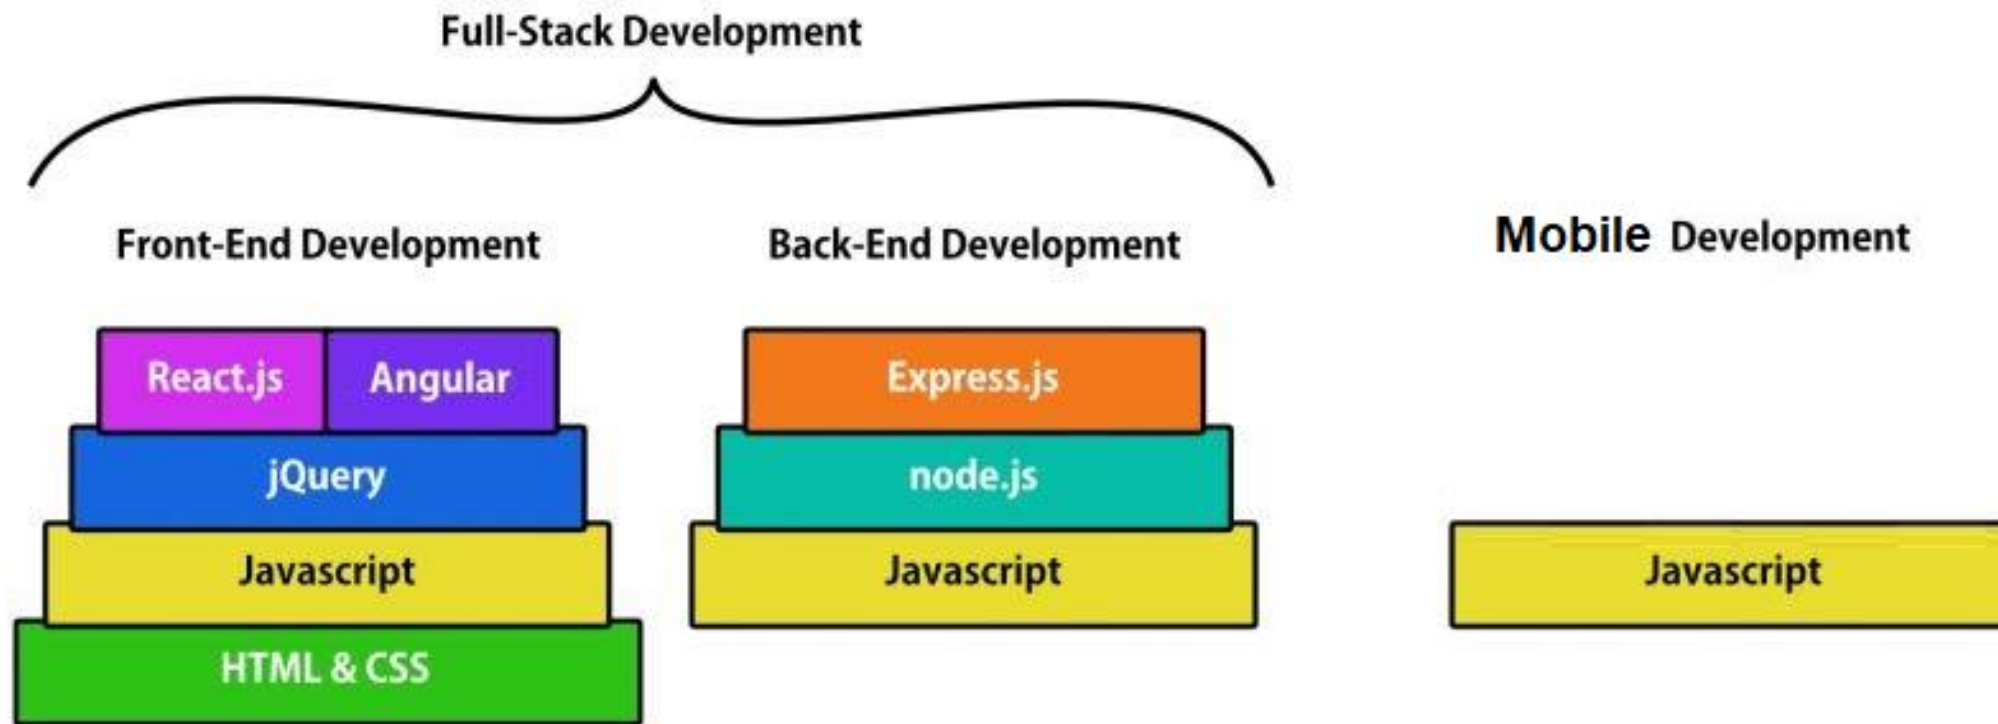 Full-Stack Development
Front-End Development
Back-End Development
Mobile Development
React.js
Angular
Express.js
jQuery
node.js
Javascript
Javascript
Javascript
HTML & CSS